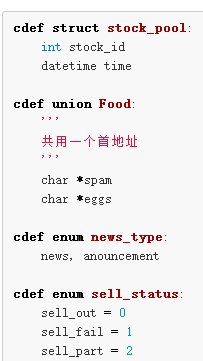 cdef struct stock_pool:
    int stock_id
    datetime time

cdef union Food:
    '''
    共用一个首地址
    '''
    char *spam
    char *eggs

cdef enum news_type:
    news, anouncement

cdef enum sell_status:
    sell_out = 0
    sell_fail = 1
    sell_part = 2